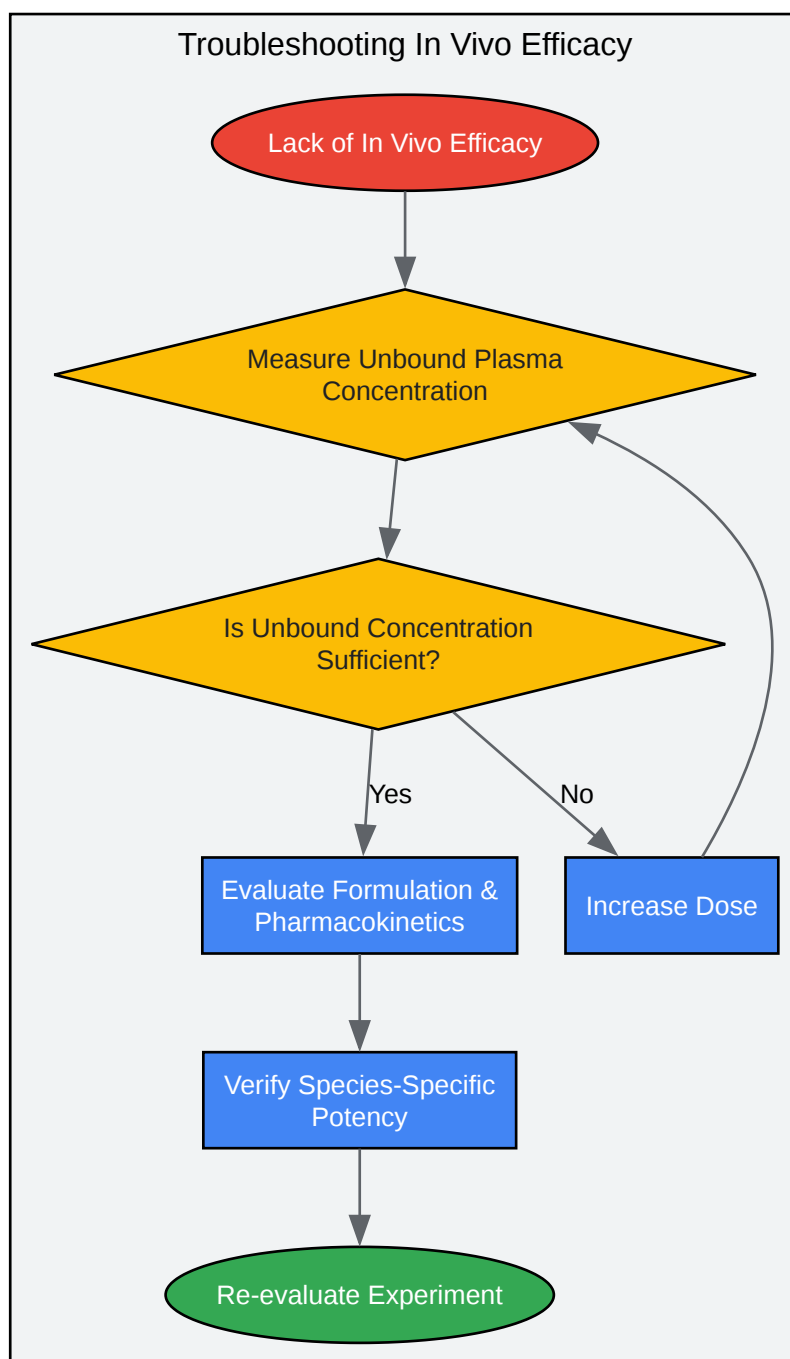 Troubleshooting In Vivo Efficacy
Lack of In Vivo Efficacy
Measure Unbound Plasma
Concentration
Is Unbound Concentration
Sufficient?
Yes
No
Evaluate Formulation &
Pharmacokinetics
Increase Dose
Verify Species-Specific
Potency
Re-evaluate Experiment